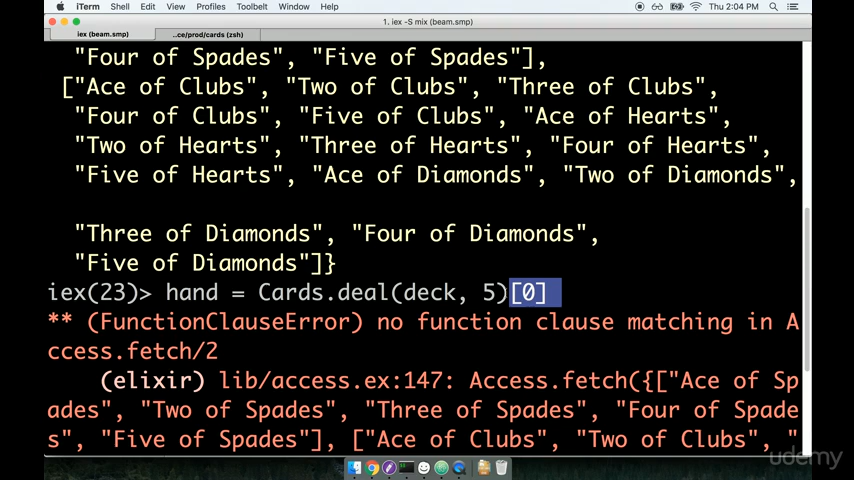 iTerm Shell Edit View Profiles Toolbelt Window Help Thu 2:04 PM
1. iex -S mix (beam.smp)
iex (beam.smp) ..ce/prod/cards (zsh)
"Four of Spades", "Five of Spades"],
["Ace of Clubs", "Two of Clubs", "Three of Clubs",
"Four of Clubs", "Five of Clubs", "Ace of Hearts",
"Two of Hearts", "Three of Hearts", "Four of Hearts",
"Five of Hearts", "Ace of Diamonds", "Two of Diamonds",
"Three of Diamonds", "Four of Diamonds",
"Five of Diamonds"]}
iex(23)> hand = Cards.deal(deck, 5)[0]
** (FunctionClauseError) no function clause matching in A
ccess.fetch/2
(elixir) lib/access.ex:147: Access.fetch({["Ace of Sp
ades", "Two of Spades", "Three of Spades", "Four of Spade
s", "Five of Spades"], ["Ace of Clubs", "Two of Clubs", "
udemy